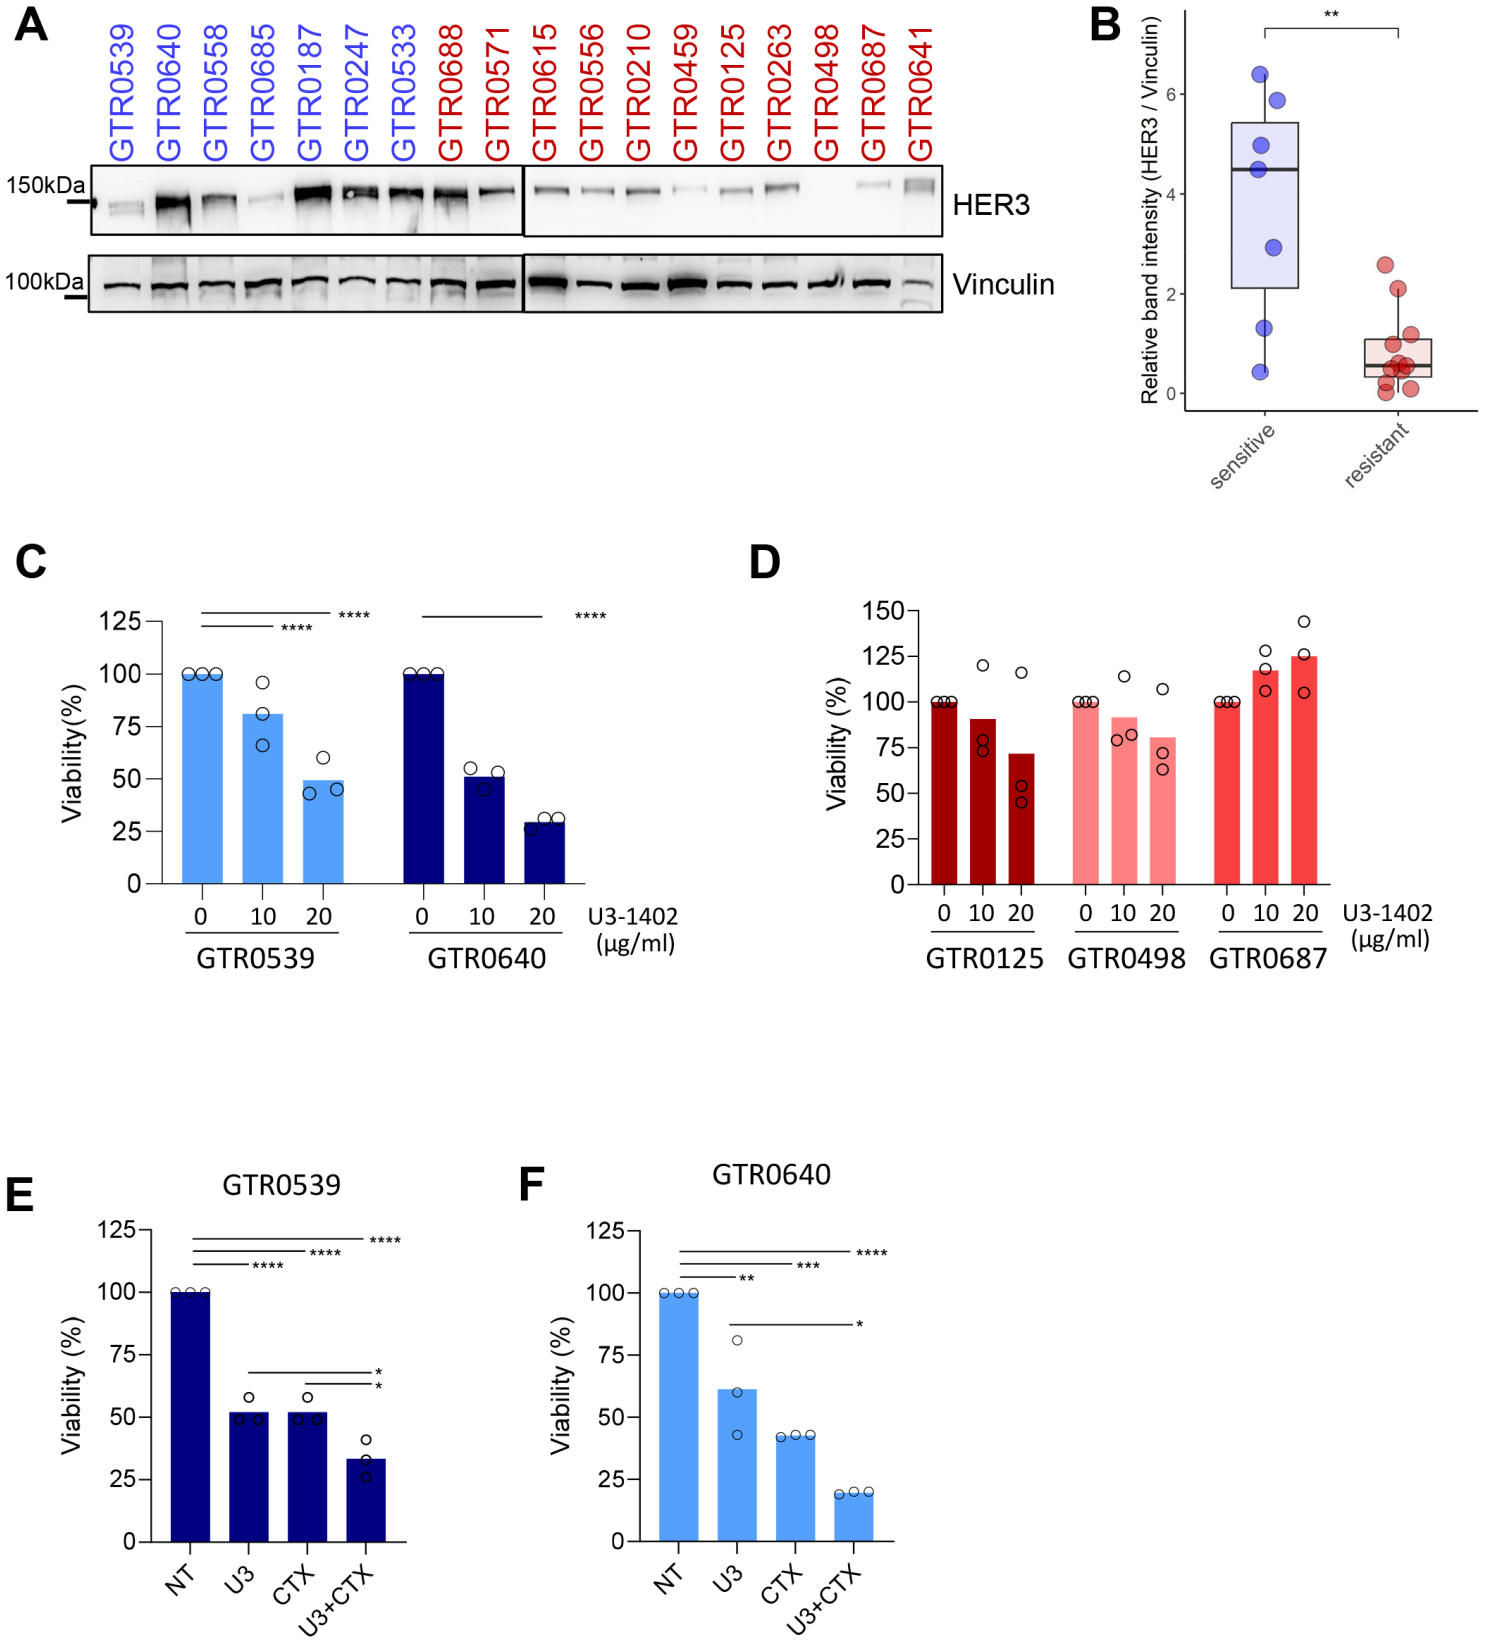 A
GTR0539
GTR0640
GTR0558
GTR0685
GTR0187
GTR0247
GTR0533
GTR0688
GTR0571
GTR0615
GTR0556
GTR0210
GTR0459
GTR0125
GTR0263
GTR0498
GTR0687
GTR0641
150kDa
HER3
100kDa
Vinculin
B
Relative band intensity (HER3 / Vinculin)
**
6
4
2
0
sensitive
resistant
C
Viability(%)
125
100
75
50
25
0
****
****
****
0 10 20 0 10 20 U3-1402
(µg/ml)
GTR0539 GTR0640
D
Viability (%)
150
125
100
75
50
25
0
0 10 20 0 10 20 0 10 20 U3-1402
(µg/ml)
GTR0125 GTR0498 GTR0687
E
GTR0539
Viability (%)
125
100
75
50
25
0
****
****
****
*
*
NT
U3
CTX
U3+CTX
F
GTR0640
Viability (%)
125
100
75
50
25
0
****
***
**
*
NT
U3
CTX
U3+CTX